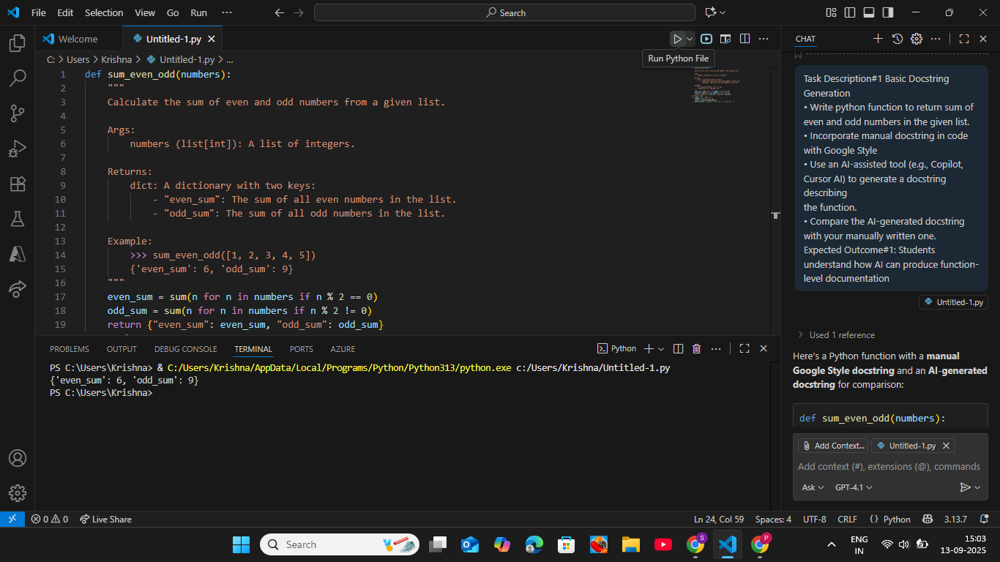 File Edit Selection View Go Run ··· Search
Welcome Untitled-1.py
Run Python File
C: > Users > Krishna > Untitled-1.py > ...
1 def sum_even_odd(numbers):
2 """
3 Calculate the sum of even and odd numbers from a given list.
4
5 Args:
6 numbers (list[int]): A list of integers.
7
8 Returns:
9 dict: A dictionary with two keys:
10 - "even_sum": The sum of all even numbers in the list.
11 - "odd_sum": The sum of all odd numbers in the list.
12
13 Example:
14 >>> sum_even_odd([1, 2, 3, 4, 5])
15 {'even_sum': 6, 'odd_sum': 9}
16 """
17 even_sum = sum(n for n in numbers if n % 2 == 0)
18 odd_sum = sum(n for n in numbers if n % 2 != 0)
19 return {"even_sum": even_sum, "odd_sum": odd_sum}
PROBLEMS OUTPUT DEBUG CONSOLE TERMINAL PORTS AZURE Python
PS C:\Users\Krishna> & C:/Users/Krishna/AppData/Local/Programs/Python/Python313/python.exe c:/Users/Krishna/Untitled-1.py
{'even_sum': 6, 'odd_sum': 9}
PS C:\Users\Krishna>
CHAT
Task Description#1 Basic Docstring
Generation
• Write python function to return sum of
even and odd numbers in the given list.
• Incorporate manual docstring in code
with Google Style
• Use an AI-assisted tool (e.g., Copilot,
Cursor AI) to generate a docstring
describing
the function.
• Compare the AI-generated docstring
with your manually written one.
Expected Outcome#1: Students
understand how AI can produce function-
level documentation
Untitled-1.py
> Used 1 reference
Here's a Python function with a manual
Google Style docstring and an AI-generated
docstring for comparison:
def sum_even_odd(numbers):
Add Context... Untitled-1.py
Add context (#), extensions (@), commands
Ask GPT-4.1
0 0 Live Share Ln 24, Col 59 Spaces: 4 UTF-8 CRLF {} Python 3.13.7
Search S P ENG 15:03
IN 13-09-2025